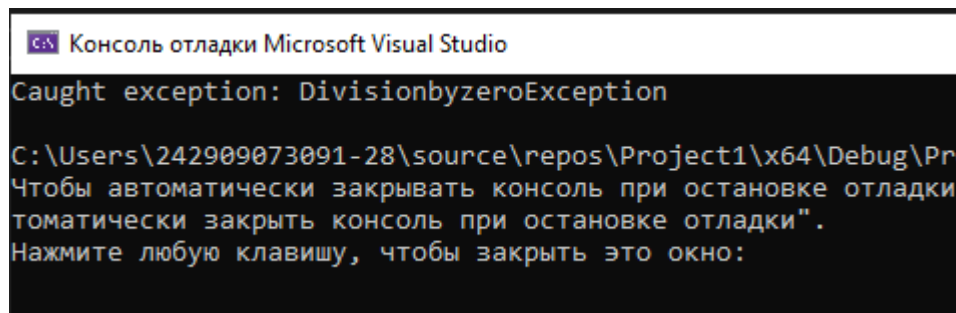 Консоль отладки Microsoft Visual Studio
Caught exception: DivisionbyzeroException
C:\Users\242909073091-28\source\repos\Project1\x64\Debug\Pr
Чтобы автоматически закрывать консоль при остановке отладки
томатически закрыть консоль при остановке отладки".
Нажмите любую клавишу, чтобы закрыть это окно: